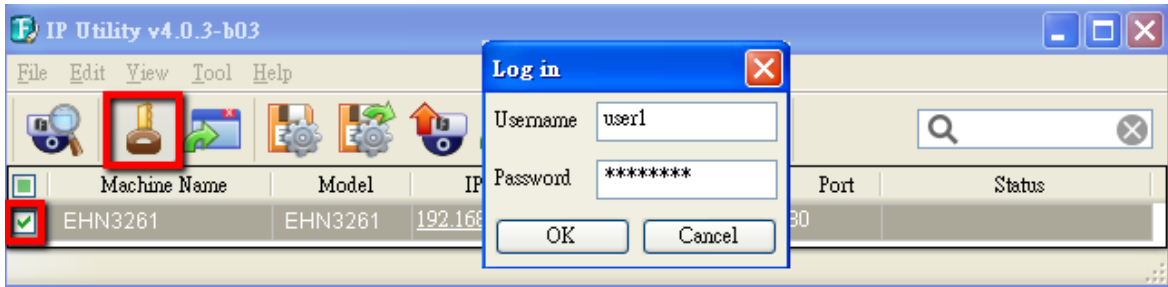 IP Utility v4.0.3-b03
File Edit View Tool Help
Log in
Username user1
Password ********
OK Cancel
Machine Name Model IP Port Status
EHN3261 EHN3261 192.168